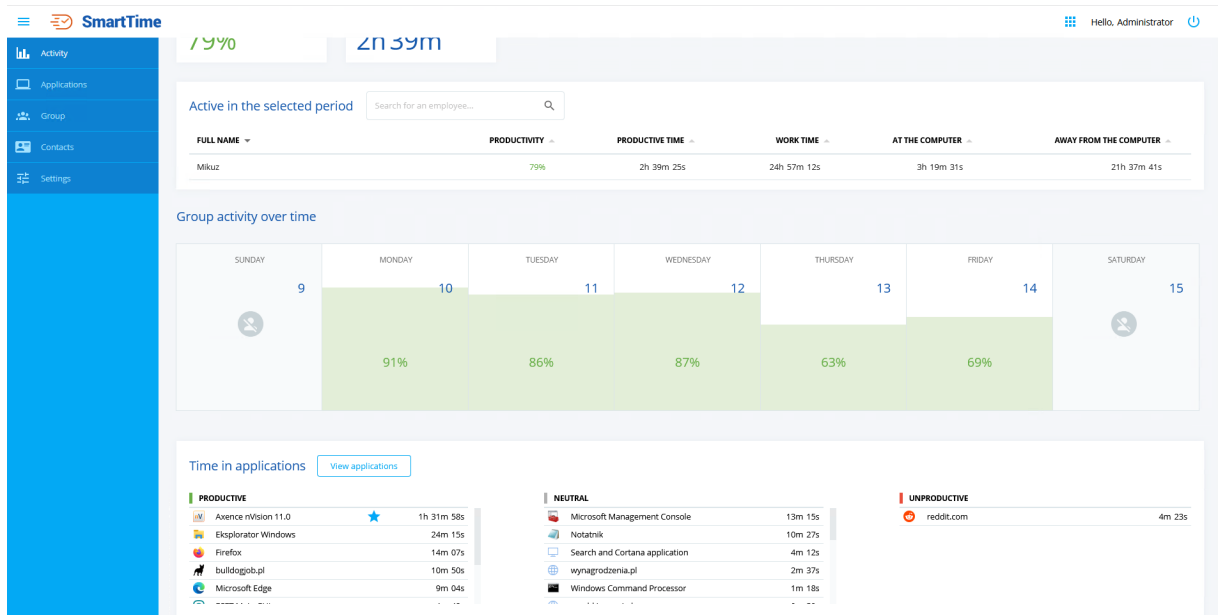 SmartTime
Hello, Administrator
Activity
Applications
Group
Contacts
Settings
79%
2h 39m
Active in the selected period
Search for an employee...
FULL NAME PRODUCTIVITY PRODUCTIVE TIME WORK TIME AT THE COMPUTER AWAY FROM THE COMPUTER
Mikuz 79% 2h 39m 25s 24h 57m 12s 3h 19m 31s 21h 37m 41s
Group activity over time
SUNDAY MONDAY TUESDAY WEDNESDAY THURSDAY FRIDAY SATURDAY
9 10 11 12 13 14 15
91% 86% 87% 63% 69%
Time in applications View applications
PRODUCTIVE
Axence nVision 11.0 1h 31m 58s
Eksplorator Windows 24m 15s
Firefox 14m 07s
bulldogjob.pl 10m 50s
Microsoft Edge 9m 04s
NEUTRAL
Microsoft Management Console 13m 15s
Notatnik 10m 27s
Search and Cortana application 4m 12s
wynagrodzenia.pl 2m 37s
Windows Command Processor 1m 18s
UNPRODUCTIVE
reddit.com 4m 23s